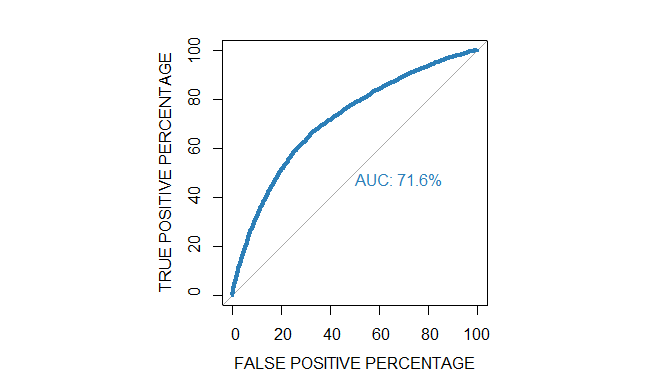 TRUE POSITIVE PERCENTAGE
100
80
60
40
20
0
AUC: 71.6%
0 20 40 60 80 100
FALSE POSITIVE PERCENTAGE